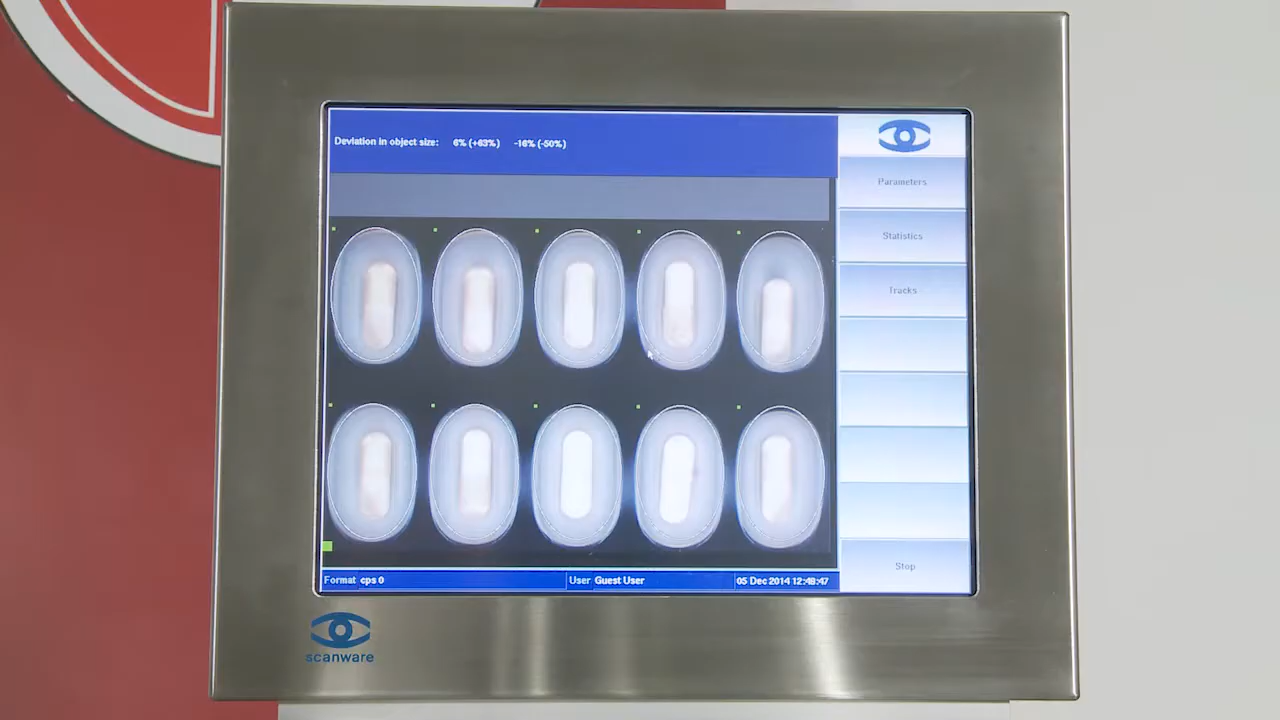 Deviation in object size: 6% (+63%) -16% (-50%)
Parameters
Statistics
Tracks
Stop
Format cps 0 User Guest User 05 Dec 2014 12:48:47
scanware